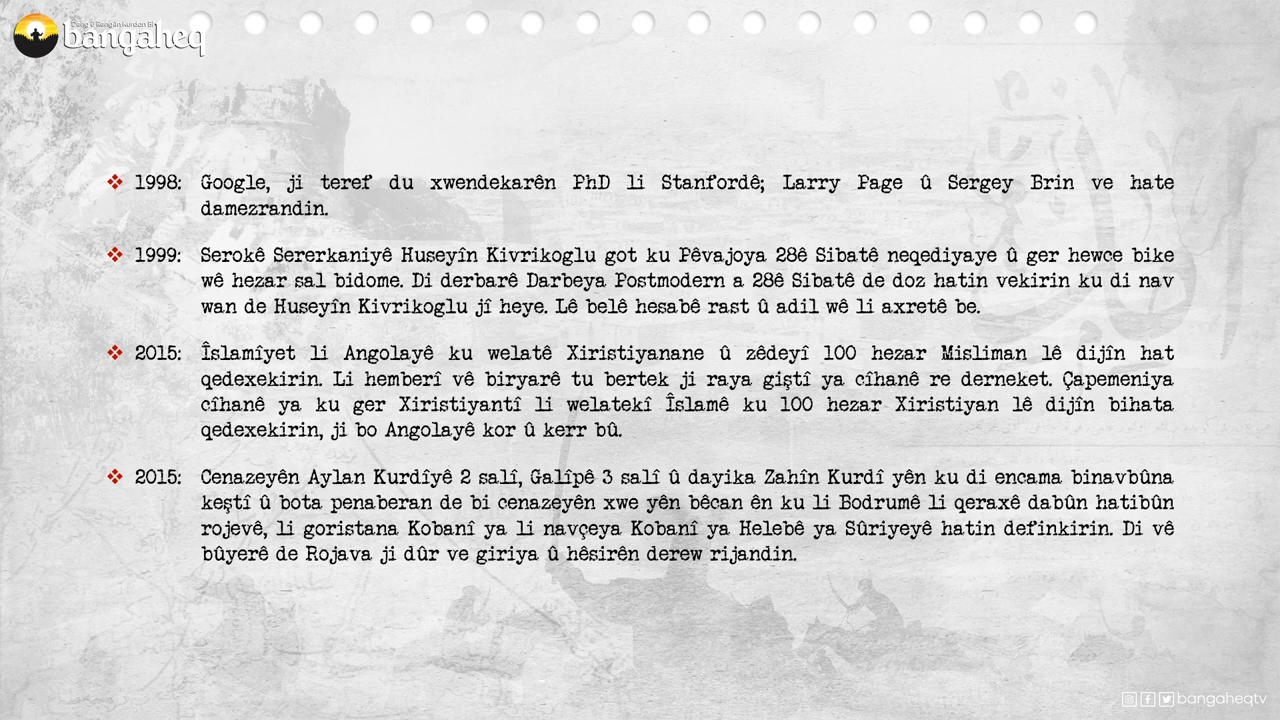 Deng û Rengên Kurdan Bi
bangaheq
❖ 1998: Google, ji teref du xwendekarên PhD li Stanfordê; Larry Page û Sergey Brin ve hate
damezrandin.
❖ 1999: Serokê Sererkaniyê Huseyîn Kivrikoglu got ku Pêvajoya 28ê Sibatê neqediyaye û ger hewce bike
wê hezar sal bidome. Di derbarê Darbeya Postmodern a 28ê Sibatê de doz hatin vekirin ku di nav
wan de Huseyîn Kivrikoglu jî heye. Lê belê hesabê rast û adil wê li axretê be.
❖ 2015: Îslamîyet li Angolayê ku welatê Xiristiyanane û zêdeyî 100 hezar Misliman lê dijîn hat
qedexekirin. Li hemberî vê biryarê tu bertek ji raya giştî ya cîhanê re derneket. Çapemeniya
cîhanê ya ku ger Xiristiyantî li welatekî Îslamê ku 100 hezar Xiristiyan lê dijîn bihata
qedexekirin, ji bo Angolayê kor û kerr bû.
❖ 2015: Cenazeyên Aylan Kurdîyê 2 salî, Galîpê 3 salî û dayika Zahîn Kurdî yên ku di encama binavbûna
keştî û bota penaberan de bi cenazeyên xwe yên bêcan ên ku li Bodrumê li qeraxê dabûn hatibûn
rojevê, li goristana Kobanî ya li navçeya Kobanî ya Helebê ya Sûriyeyê hatin definkirin. Di vê
bûyerê de Rojava ji dûr ve giriya û hêsirên derew rijandin.
bangaheqtv